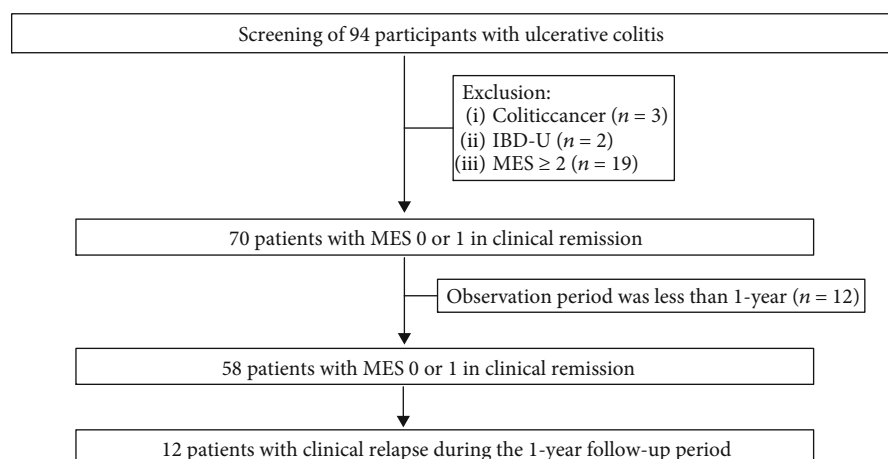 Screening of 94 participants with ulcerative colitis
Exclusion:
(i) Coliticcancer (n = 3)
(ii) IBD-U (n = 2)
(iii) MES ≥ 2 (n = 19)
70 patients with MES 0 or 1 in clinical remission
Observation period was less than 1-year (n = 12)
58 patients with MES 0 or 1 in clinical remission
12 patients with clinical relapse during the 1-year follow-up period